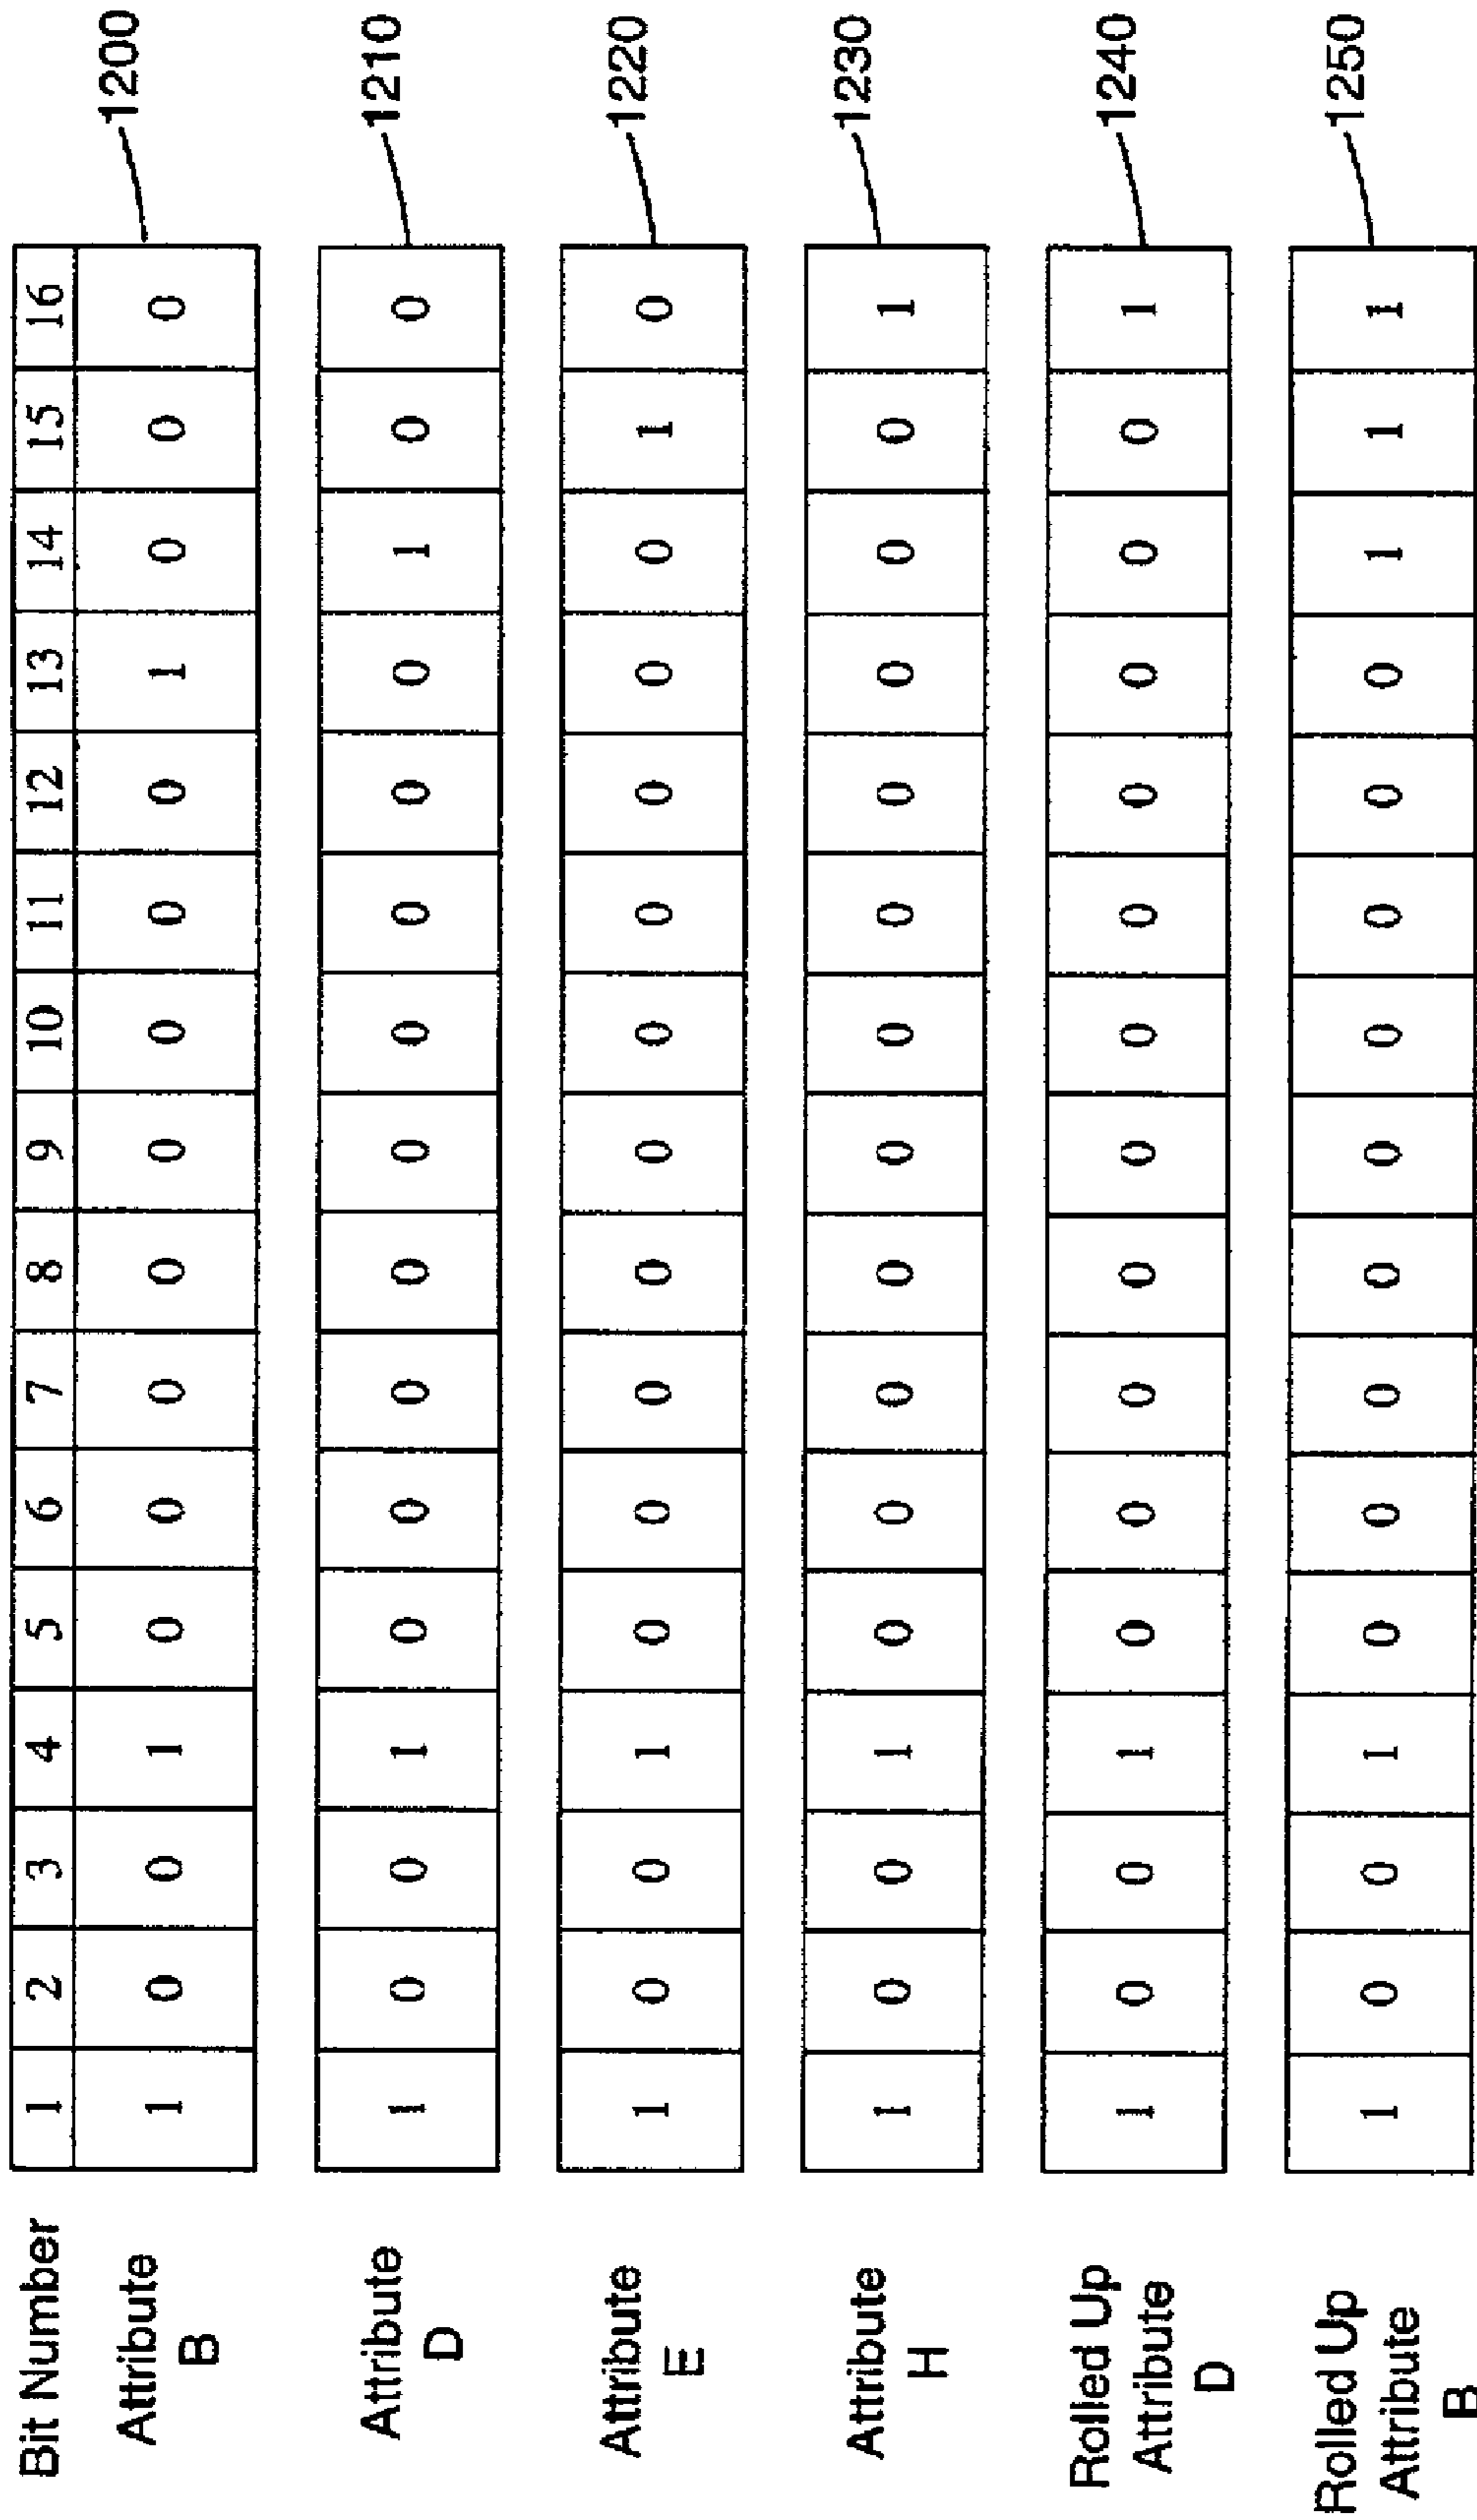 Bit Number 1 2 3 4 5 6 7 8 9 10 11 12 13 14 15 16
Attribute B 1 0 0 1 0 0 0 0 0 0 0 0 1 0 0 0 1200
Attribute D 1 0 0 1 0 0 0 0 0 0 0 0 0 1 0 0 1210
Attribute E 1 0 0 1 0 0 0 0 0 0 0 0 0 0 1 0 1220
Attribute H 1 0 0 1 0 0 0 0 0 0 0 0 0 0 0 1 1230
Rolled Up Attribute D 1 0 0 1 0 0 0 0 0 0 0 0 0 0 0 1 1240
Rolled Up Attribute B 1 0 0 1 0 0 0 0 0 0 0 0 0 1 1 1 1250